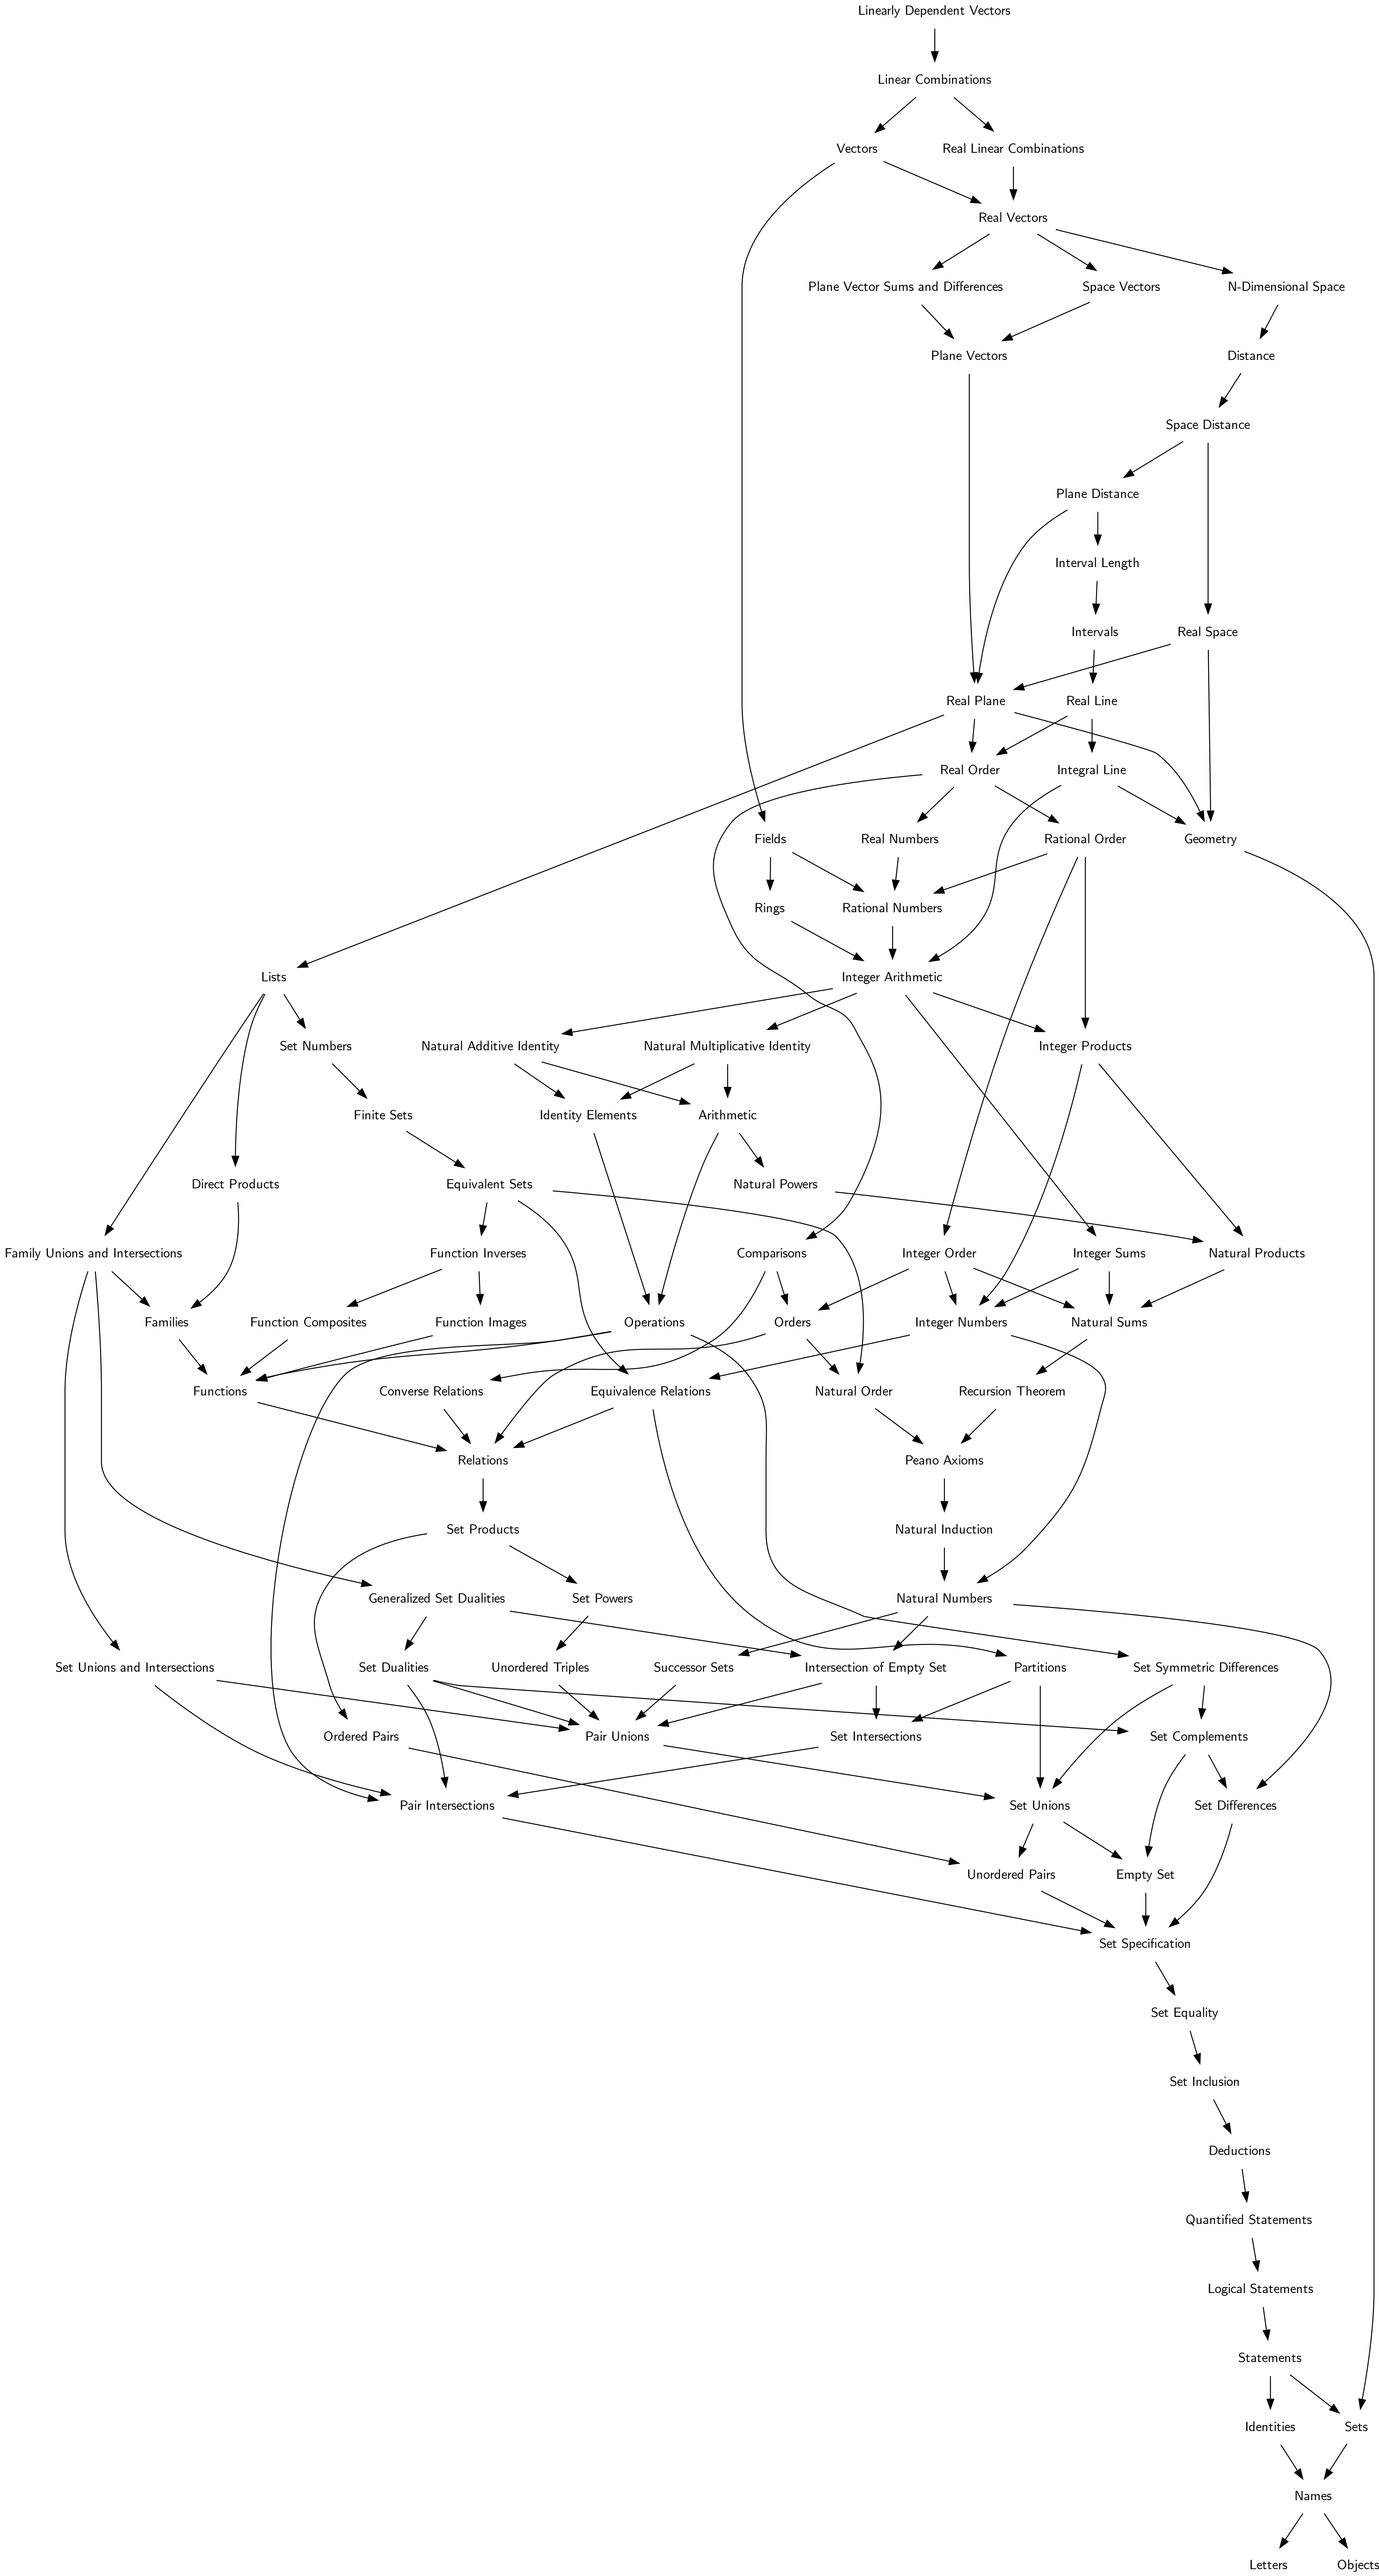 Linearly Dependent Vectors
Linear Combinations
Vectors
Real Linear Combinations
Real Vectors
Plane Vector Sums and Differences
Space Vectors
N-Dimensional Space
Plane Vectors
Distance
Space Distance
Plane Distance
Interval Length
Intervals
Real Space
Real Plane
Real Line
Real Order
Integral Line
Fields
Real Numbers
Rational Order
Geometry
Rings
Rational Numbers
Lists
Integer Arithmetic
Set Numbers
Natural Additive Identity
Natural Multiplicative Identity
Integer Products
Finite Sets
Identity Elements
Arithmetic
Direct Products
Equivalent Sets
Natural Powers
Family Unions and Intersections
Function Inverses
Comparisons
Integer Order
Integer Sums
Natural Products
Families
Function Composites
Function Images
Operations
Orders
Integer Numbers
Natural Sums
Functions
Converse Relations
Equivalence Relations
Natural Order
Recursion Theorem
Relations
Peano Axioms
Set Products
Natural Induction
Generalized Set Dualities
Set Powers
Natural Numbers
Set Unions and Intersections
Set Dualities
Unordered Triples
Successor Sets
Intersection of Empty Set
Partitions
Set Symmetric Differences
Ordered Pairs
Pair Unions
Set Intersections
Set Complements
Pair Intersections
Set Unions
Set Differences
Unordered Pairs
Empty Set
Set Specification
Set Equality
Set Inclusion
Deductions
Quantified Statements
Logical Statements
Statements
Identities
Sets
Names
Letters
Objects